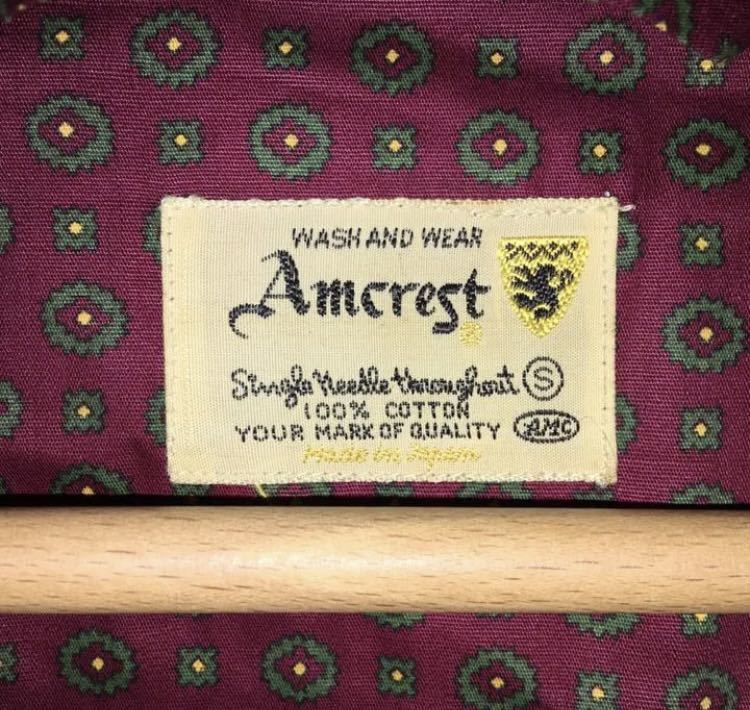 WASH AND WEAR
Amcrest
Single Needle throughout S
100% COTTON
YOUR MARK OF QUALITY AMC
Made in Japan